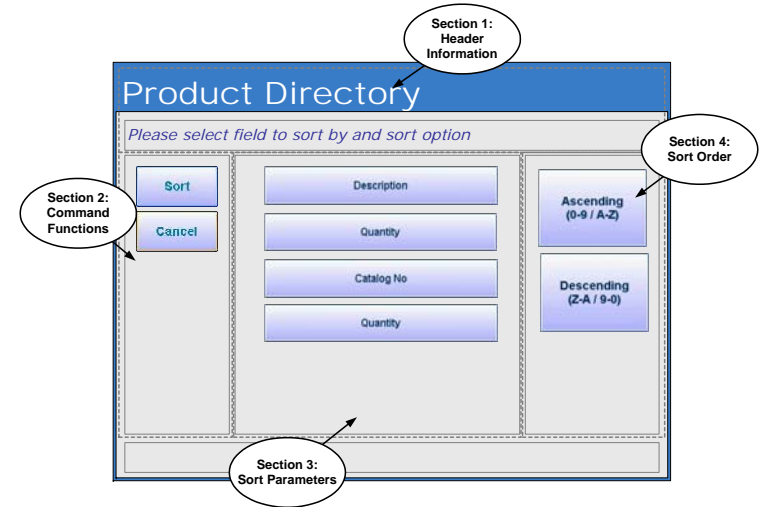 Section 1:
Header
Information
Product Directory
Please select field to sort by and sort option
Section 4:
Sort Order
Section 2:
Command
Functions
Sort
Cancel
Description
Quantity
Catalog No
Quantity
Ascending
(0-9 / A-Z)
Descending
(Z-A / 9-0)
Section 3:
Sort Parameters